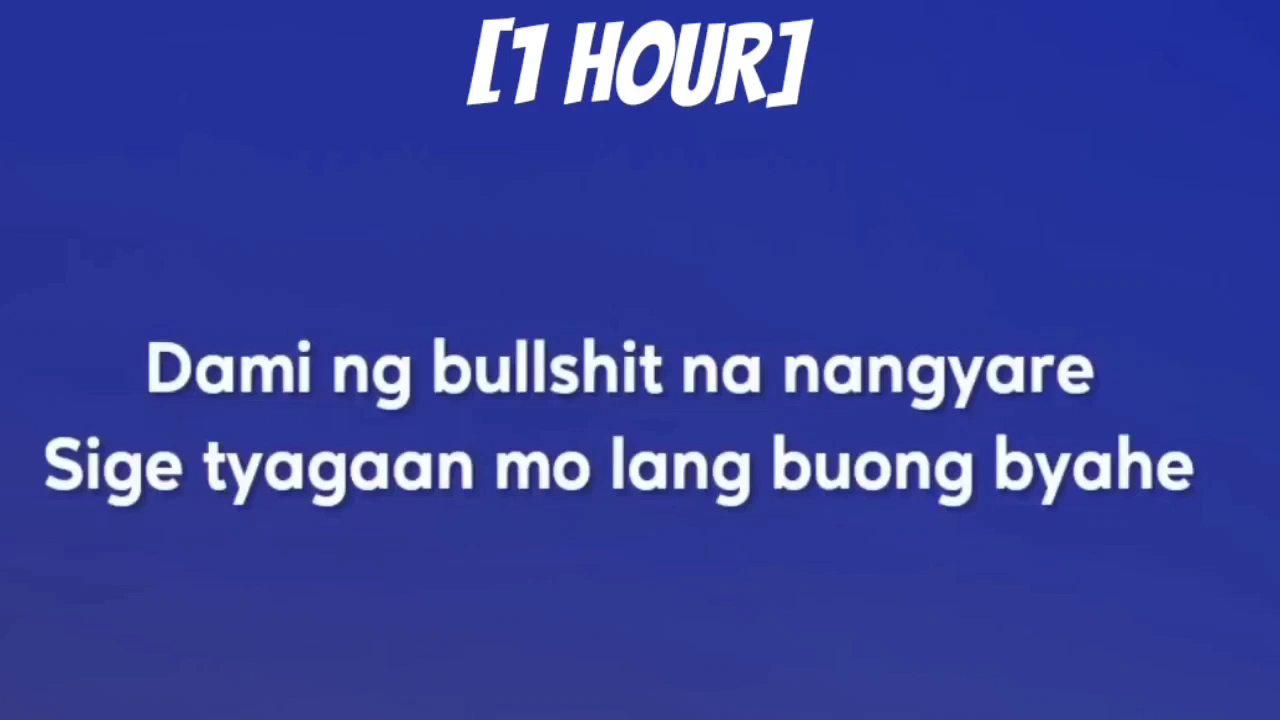 [1 HOUR]
Dami ng bullshit na nangyare
Sige tyagaan mo lang buong byahe